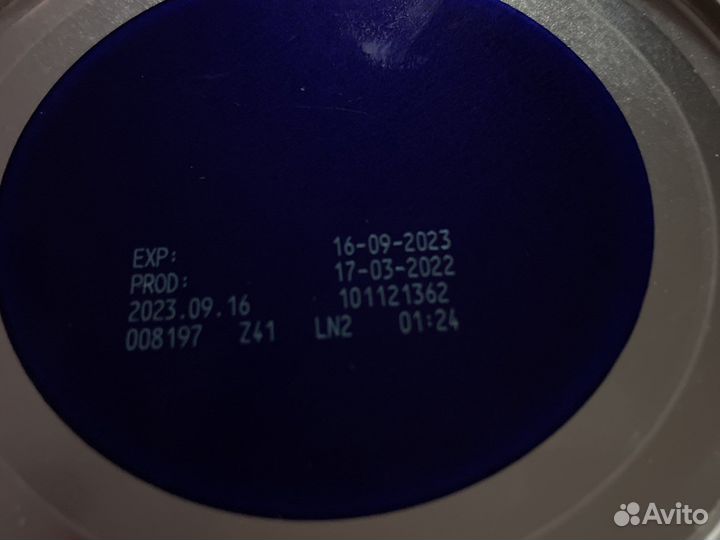 EXP: 16-09-2023
PROD: 17-03-2022
2023.09.16 101121362
008197 Z41 LN2 01:24
Avito